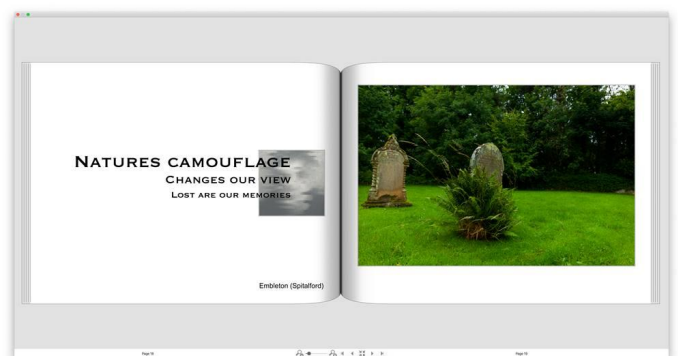 NATURES CAMOUFLAGE
CHANGES OUR VIEW
LOST ARE OUR MEMORIES
Embleton (Spitalford)